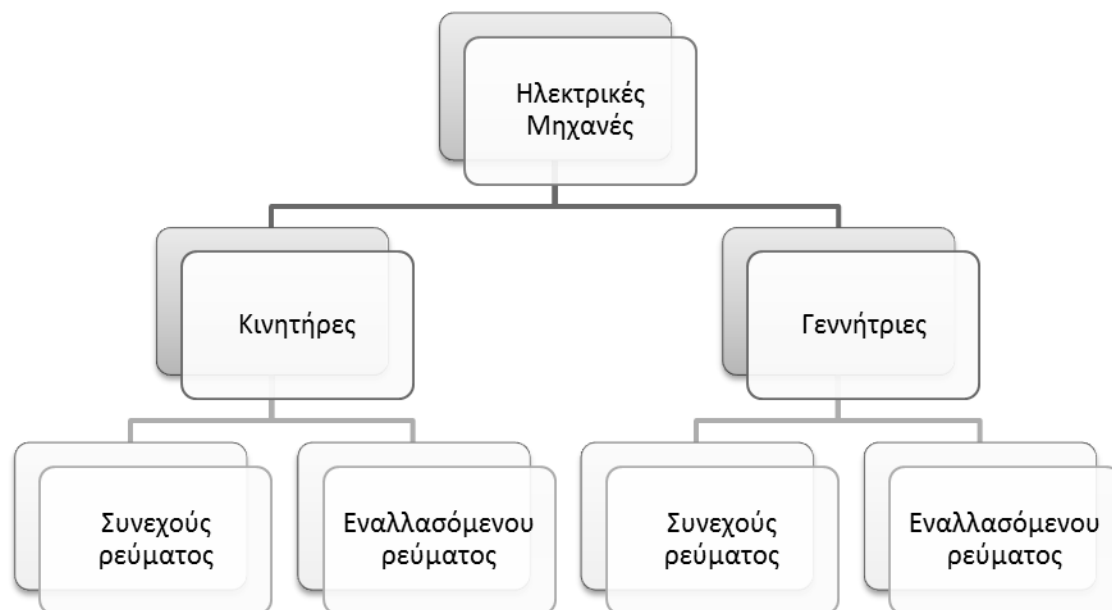 Ηλεκτρικές
Μηχανές
Κινητήρες
Γεννήτριες
Συνεχούς
ρεύματος
Εναλλασόμενου
ρεύματος
Συνεχούς
ρεύματος
Εναλλασόμενου
ρεύματος